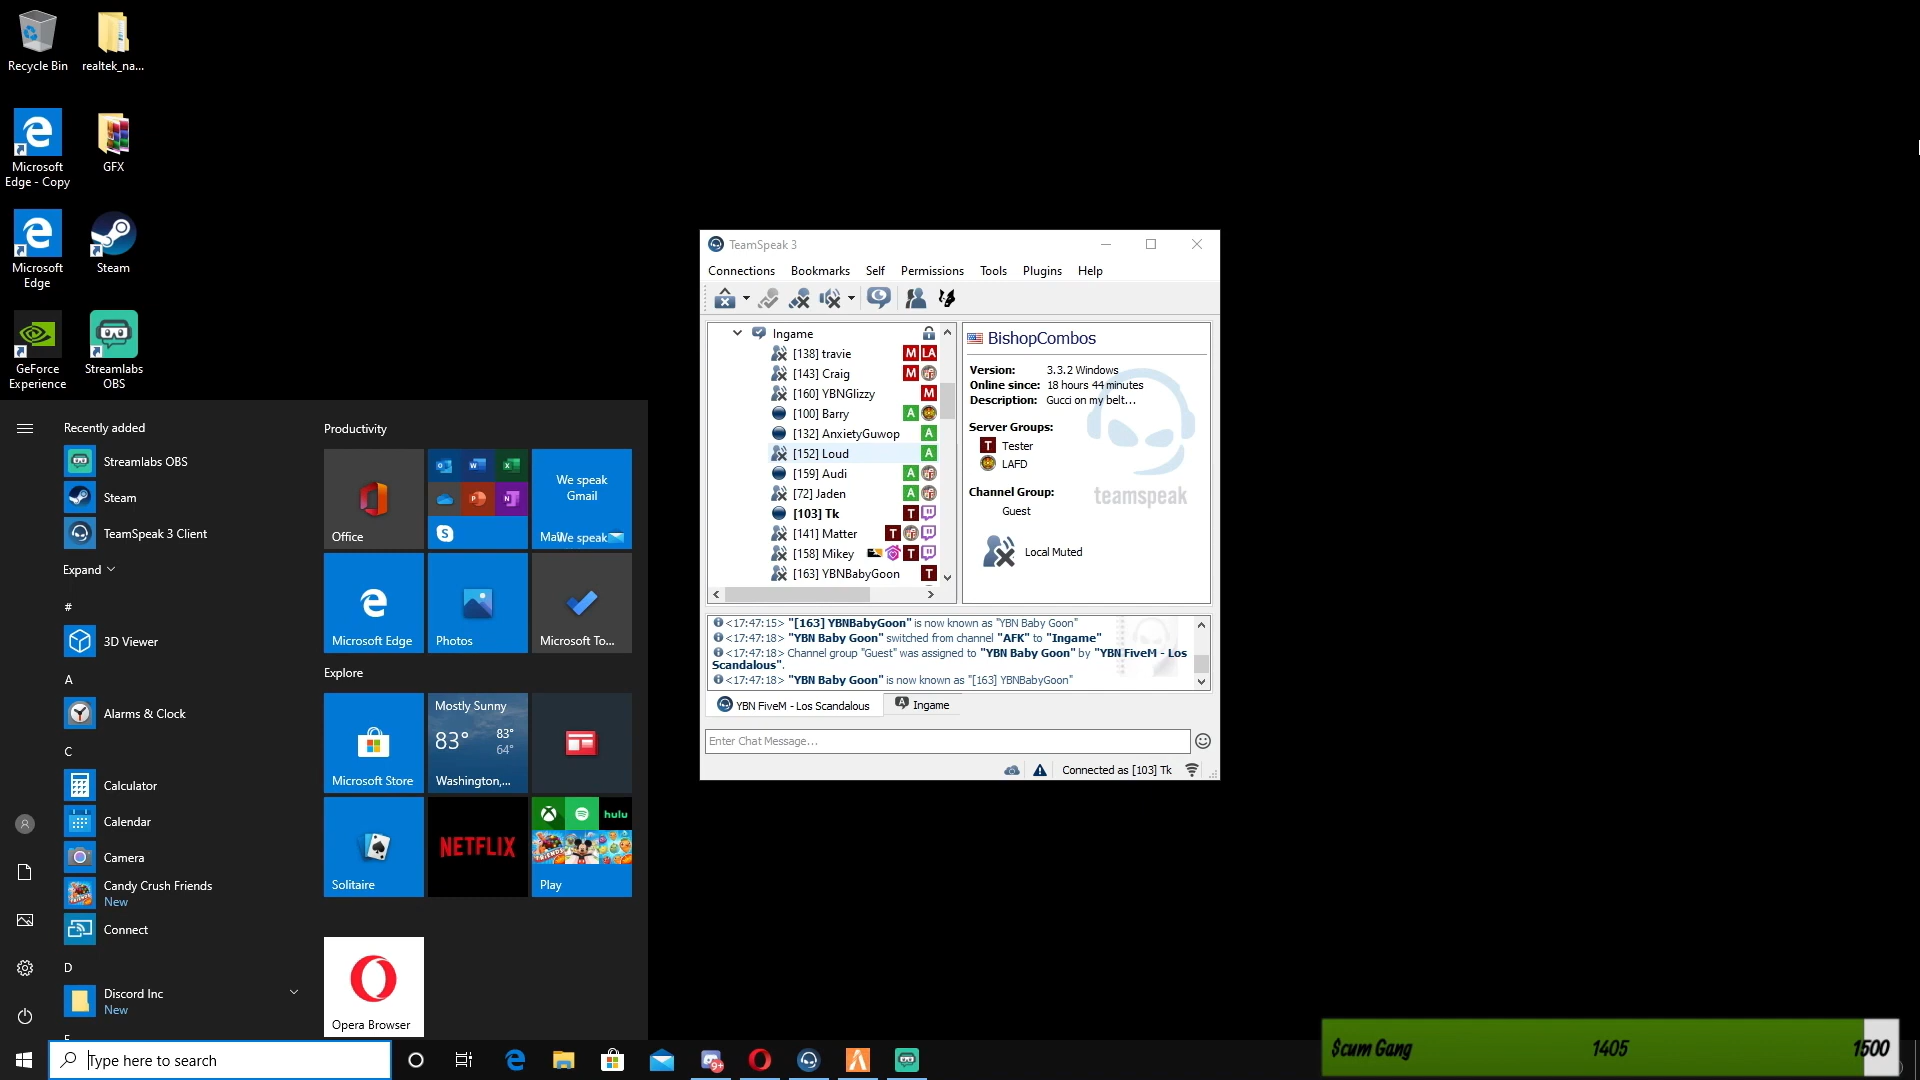 Recycle Bin
realtek_na...
Microsoft
Edge - Copy
GFX
Microsoft
Edge
Steam
GeForce
Experience
Streamlabs
OBS
Recently added
Streamlabs OBS
Steam
TeamSpeak 3 Client
Expand
#
3D Viewer
A
Alarms & Clock
C
Calculator
Calendar
Camera
Candy Crush Friends
New
Connect
D
Discord Inc
New
Productivity
Office
We speak
Gmail
We speak
Microsoft Edge
Photos
Microsoft To...
Explore
Microsoft Store
Mostly Sunny
83°
83°
64°
Washington,...
Solitaire
NETFLIX
hulu
Play
Opera Browser
Type here to search
TeamSpeak 3
Connections Bookmarks Self Permissions Tools Plugins Help
Ingame
[138] travie M LA
[143] Craig M
[160] YBNGlizzy M
[100] Barry A
[132] AnxietyGuwop A
[152] Loud A
[159] Audi A
[72] Jaden A
[103] Tk T
[141] Matter T
[158] Mikey T
[163] YBNBabyGoon T
BishopCombos
Version: 3.3.2 Windows
Online since: 18 hours 44 minutes
Description: Gucci on my belt...
Server Groups:
T Tester
LAFD
Channel Group:
Guest
Local Muted
teamspeak
<17:47:15> "[163] YBNBabyGoon" is now known as "YBN Baby Goon"
<17:47:18> "YBN Baby Goon" switched from channel "AFK" to "Ingame"
<17:47:18> Channel group "Guest" was assigned to "YBN Baby Goon" by "YBN FiveM - Los
Scandalous".
<17:47:18> "YBN Baby Goon" is now known as "[163] YBNBabyGoon"
YBN FiveM - Los Scandalous
Ingame
Enter Chat Message...
Connected as [103] Tk
9+
$cum Gang 1405 1500